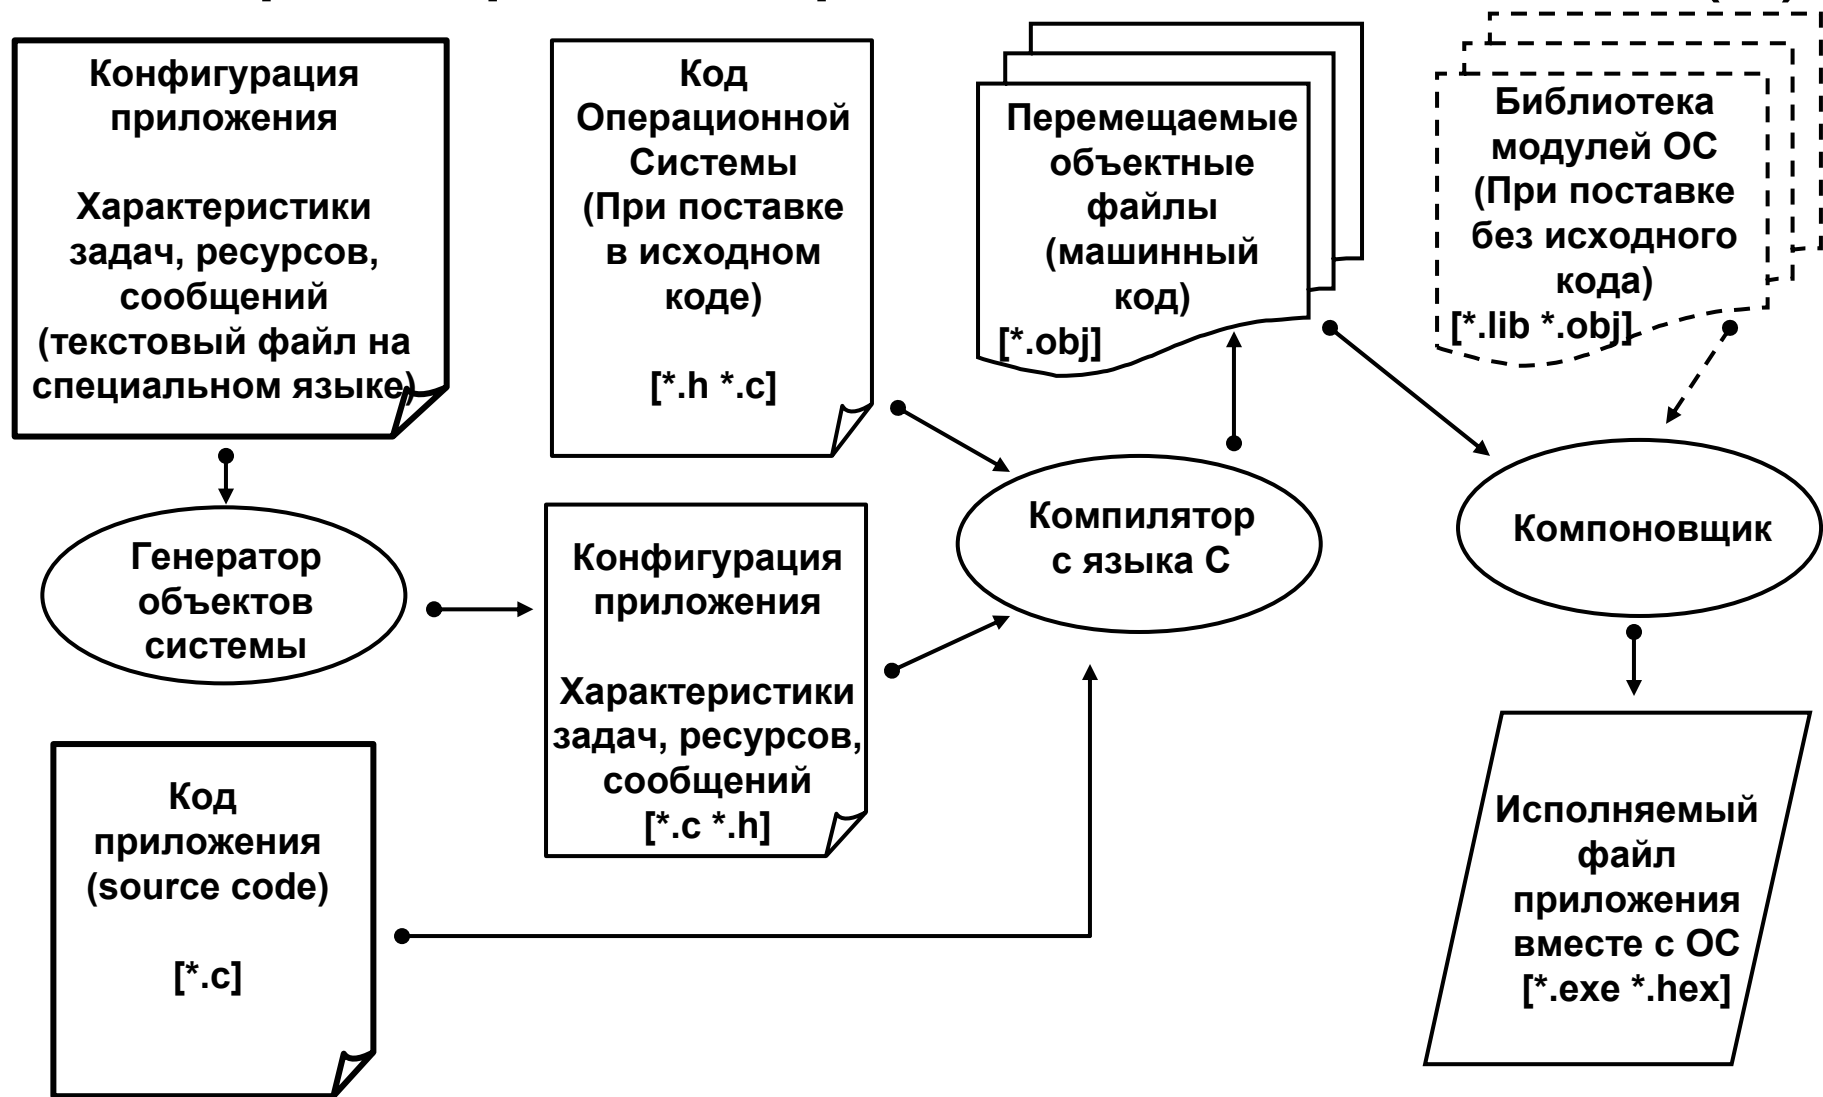 Конфигурация
приложения
Характеристики
задач, ресурсов,
сообщений
(текстовый файл на
специальном языке)
Код
Операционной
Системы
(При поставке
в исходном
коде)
[*.h *.c]
Перемещаемые
объектные
файлы
(машинный
код)
[*.obj]
Библиотека
модулей ОС
(При поставке
без исходного
кода)
[*.lib *.obj]
Генератор
объектов
системы
Конфигурация
приложения
Характеристики
задач, ресурсов,
сообщений
[*.c *.h]
Компилятор
с языка С
Компоновщик
Код
приложения
(source code)
[*.c]
Исполняемый
файл
приложения
вместе с ОС
[*.exe *.hex]